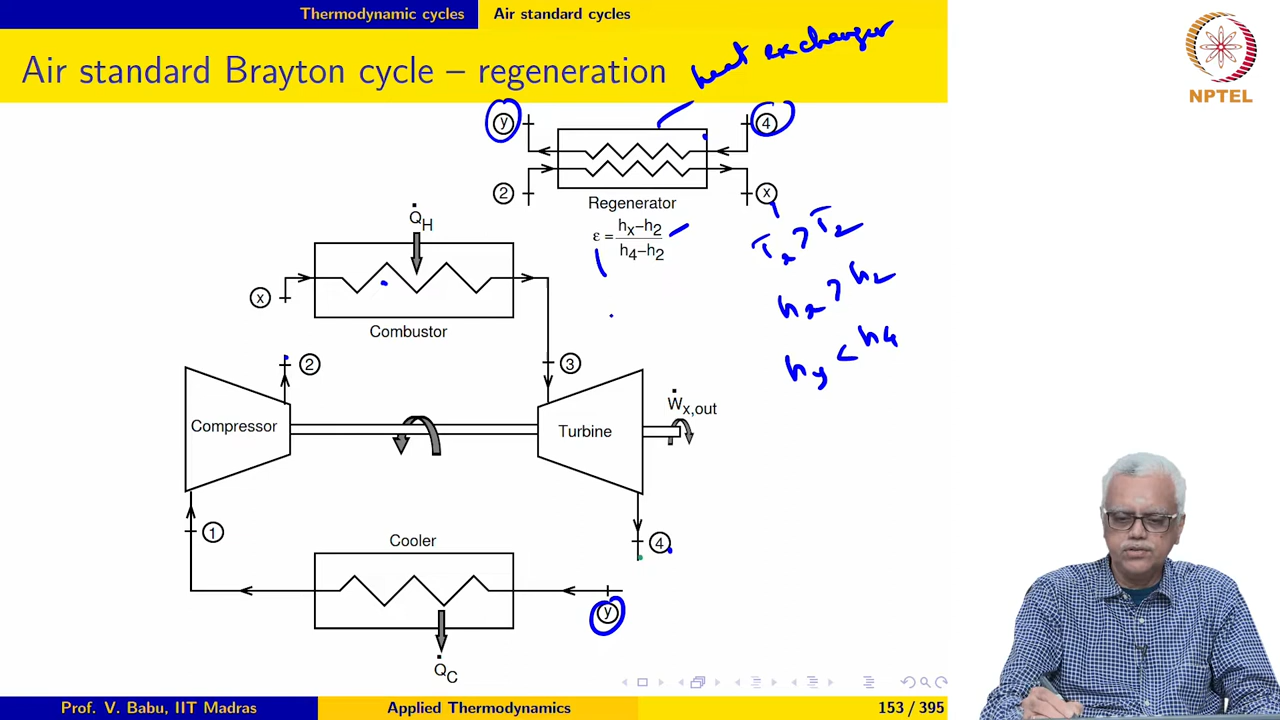 Thermodynamic cycles Air standard cycles
Air standard Brayton cycle – regeneration
heat exchanger
NPTEL
y
4
2
x
Regenerator
ε = hx–h2 / h4–h2
Tx > T2
hx > h2
hy < h4
Q̇H
x
Combustor
2
3
Compressor
Turbine
Ẇx,out
1
4
Cooler
y
Q̇C
Prof. V. Babu, IIT Madras Applied Thermodynamics 153 / 395